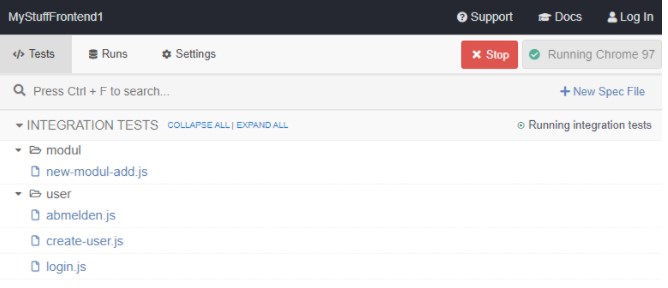 MyStuffFrontend1 Support Docs Log In
Tests Runs Settings Stop Running Chrome 97
Press Ctrl + F to search... New Spec File
INTEGRATION TESTS COLLAPSE ALL | EXPAND ALL Running integration tests
modul
new-modul-add.js
user
abmelden.js
create-user.js
login.js